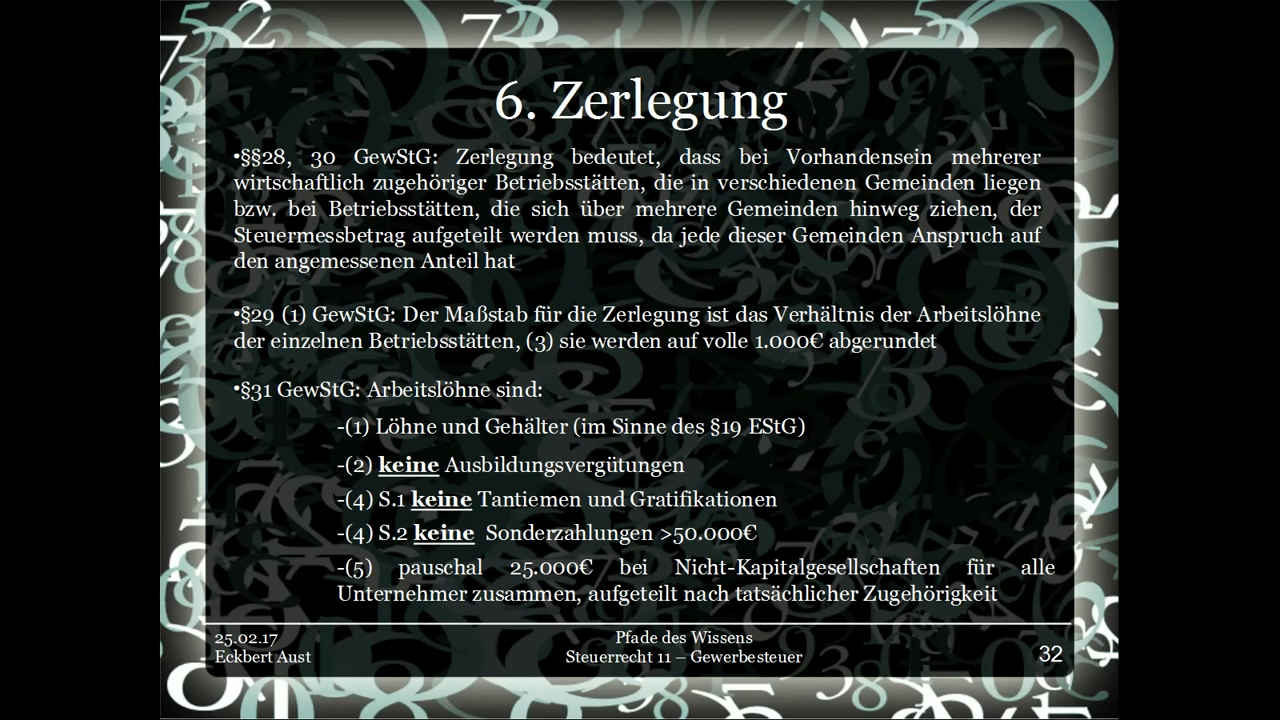 6. Zerlegung
•§§28, 30 GewStG: Zerlegung bedeutet, dass bei Vorhandensein mehrerer
wirtschaftlich zugehöriger Betriebsstätten, die in verschiedenen Gemeinden liegen
bzw. bei Betriebsstätten, die sich über mehrere Gemeinden hinweg ziehen, der
Steuermessbetrag aufgeteilt werden muss, da jede dieser Gemeinden Anspruch auf
den angemessenen Anteil hat
•§29 (1) GewStG: Der Maßstab für die Zerlegung ist das Verhältnis der Arbeitslöhne
der einzelnen Betriebsstätten, (3) sie werden auf volle 1.000€ abgerundet
•§31 GewStG: Arbeitslöhne sind:
-(1) Löhne und Gehälter (im Sinne des §19 EStG)
-(2) keine Ausbildungsvergütungen
-(4) S.1 keine Tantiemen und Gratifikationen
-(4) S.2 keine Sonderzahlungen >50.000€
-(5) pauschal 25.000€ bei Nicht-Kapitalgesellschaften für alle
Unternehmer zusammen, aufgeteilt nach tatsächlicher Zugehörigkeit
25.02.17
Eckbert Aust
Pfade des Wissens
Steuerrecht 11 – Gewerbesteuer
32